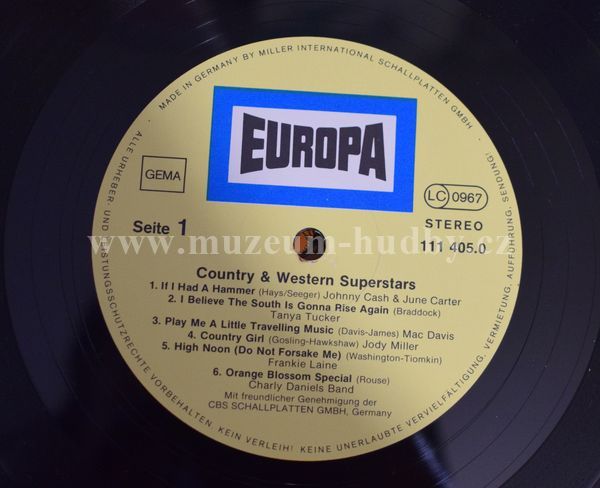 MADE IN GERMANY BY MILLER INTERNATIONAL SCHALLPLATTEN GMBH •
ALLE URHEBER- UND LEISTUNGSSCHUTZRECHTE VORBEHALTEN. KEIN VERLEIH! KEINE UNERLAUBTE VERVIELFÄLTIGUNG, VERMIETUNG, AUFFÜHRUNG, SENDUNG!
EUROPA
GEMA
LC 0967
Seite 1
STEREO
111 405.0
www.muzeum-hudby.cz
Country & Western Superstars
1. If I Had A Hammer (Hays/Seeger) Johnny Cash & June Carter
2. I Believe The South Is Gonna Rise Again (Braddock)
Tanya Tucker
3. Play Me A Little Travelling Music (Davis-James) Mac Davis
4. Country Girl (Gosling-Hawkshaw) Jody Miller
5. High Noon (Do Not Forsake Me) (Washington-Tiomkin)
Frankie Laine
6. Orange Blossom Special (Rouse)
Charly Daniels Band
Mit freundlicher Genehmigung der
CBS SCHALLPLATTEN GMBH, Germany